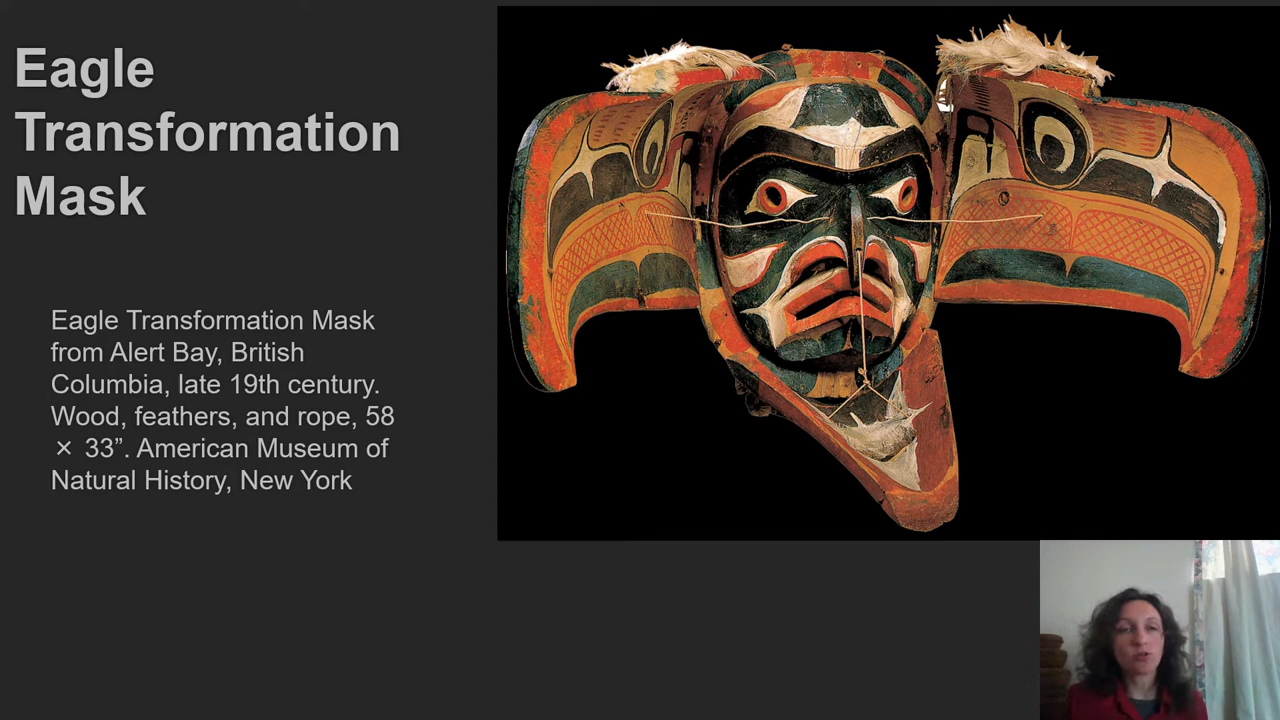 Eagle
Transformation
Mask
Eagle Transformation Mask
from Alert Bay, British
Columbia, late 19th century.
Wood, feathers, and rope, 58
× 33”. American Museum of
Natural History, New York